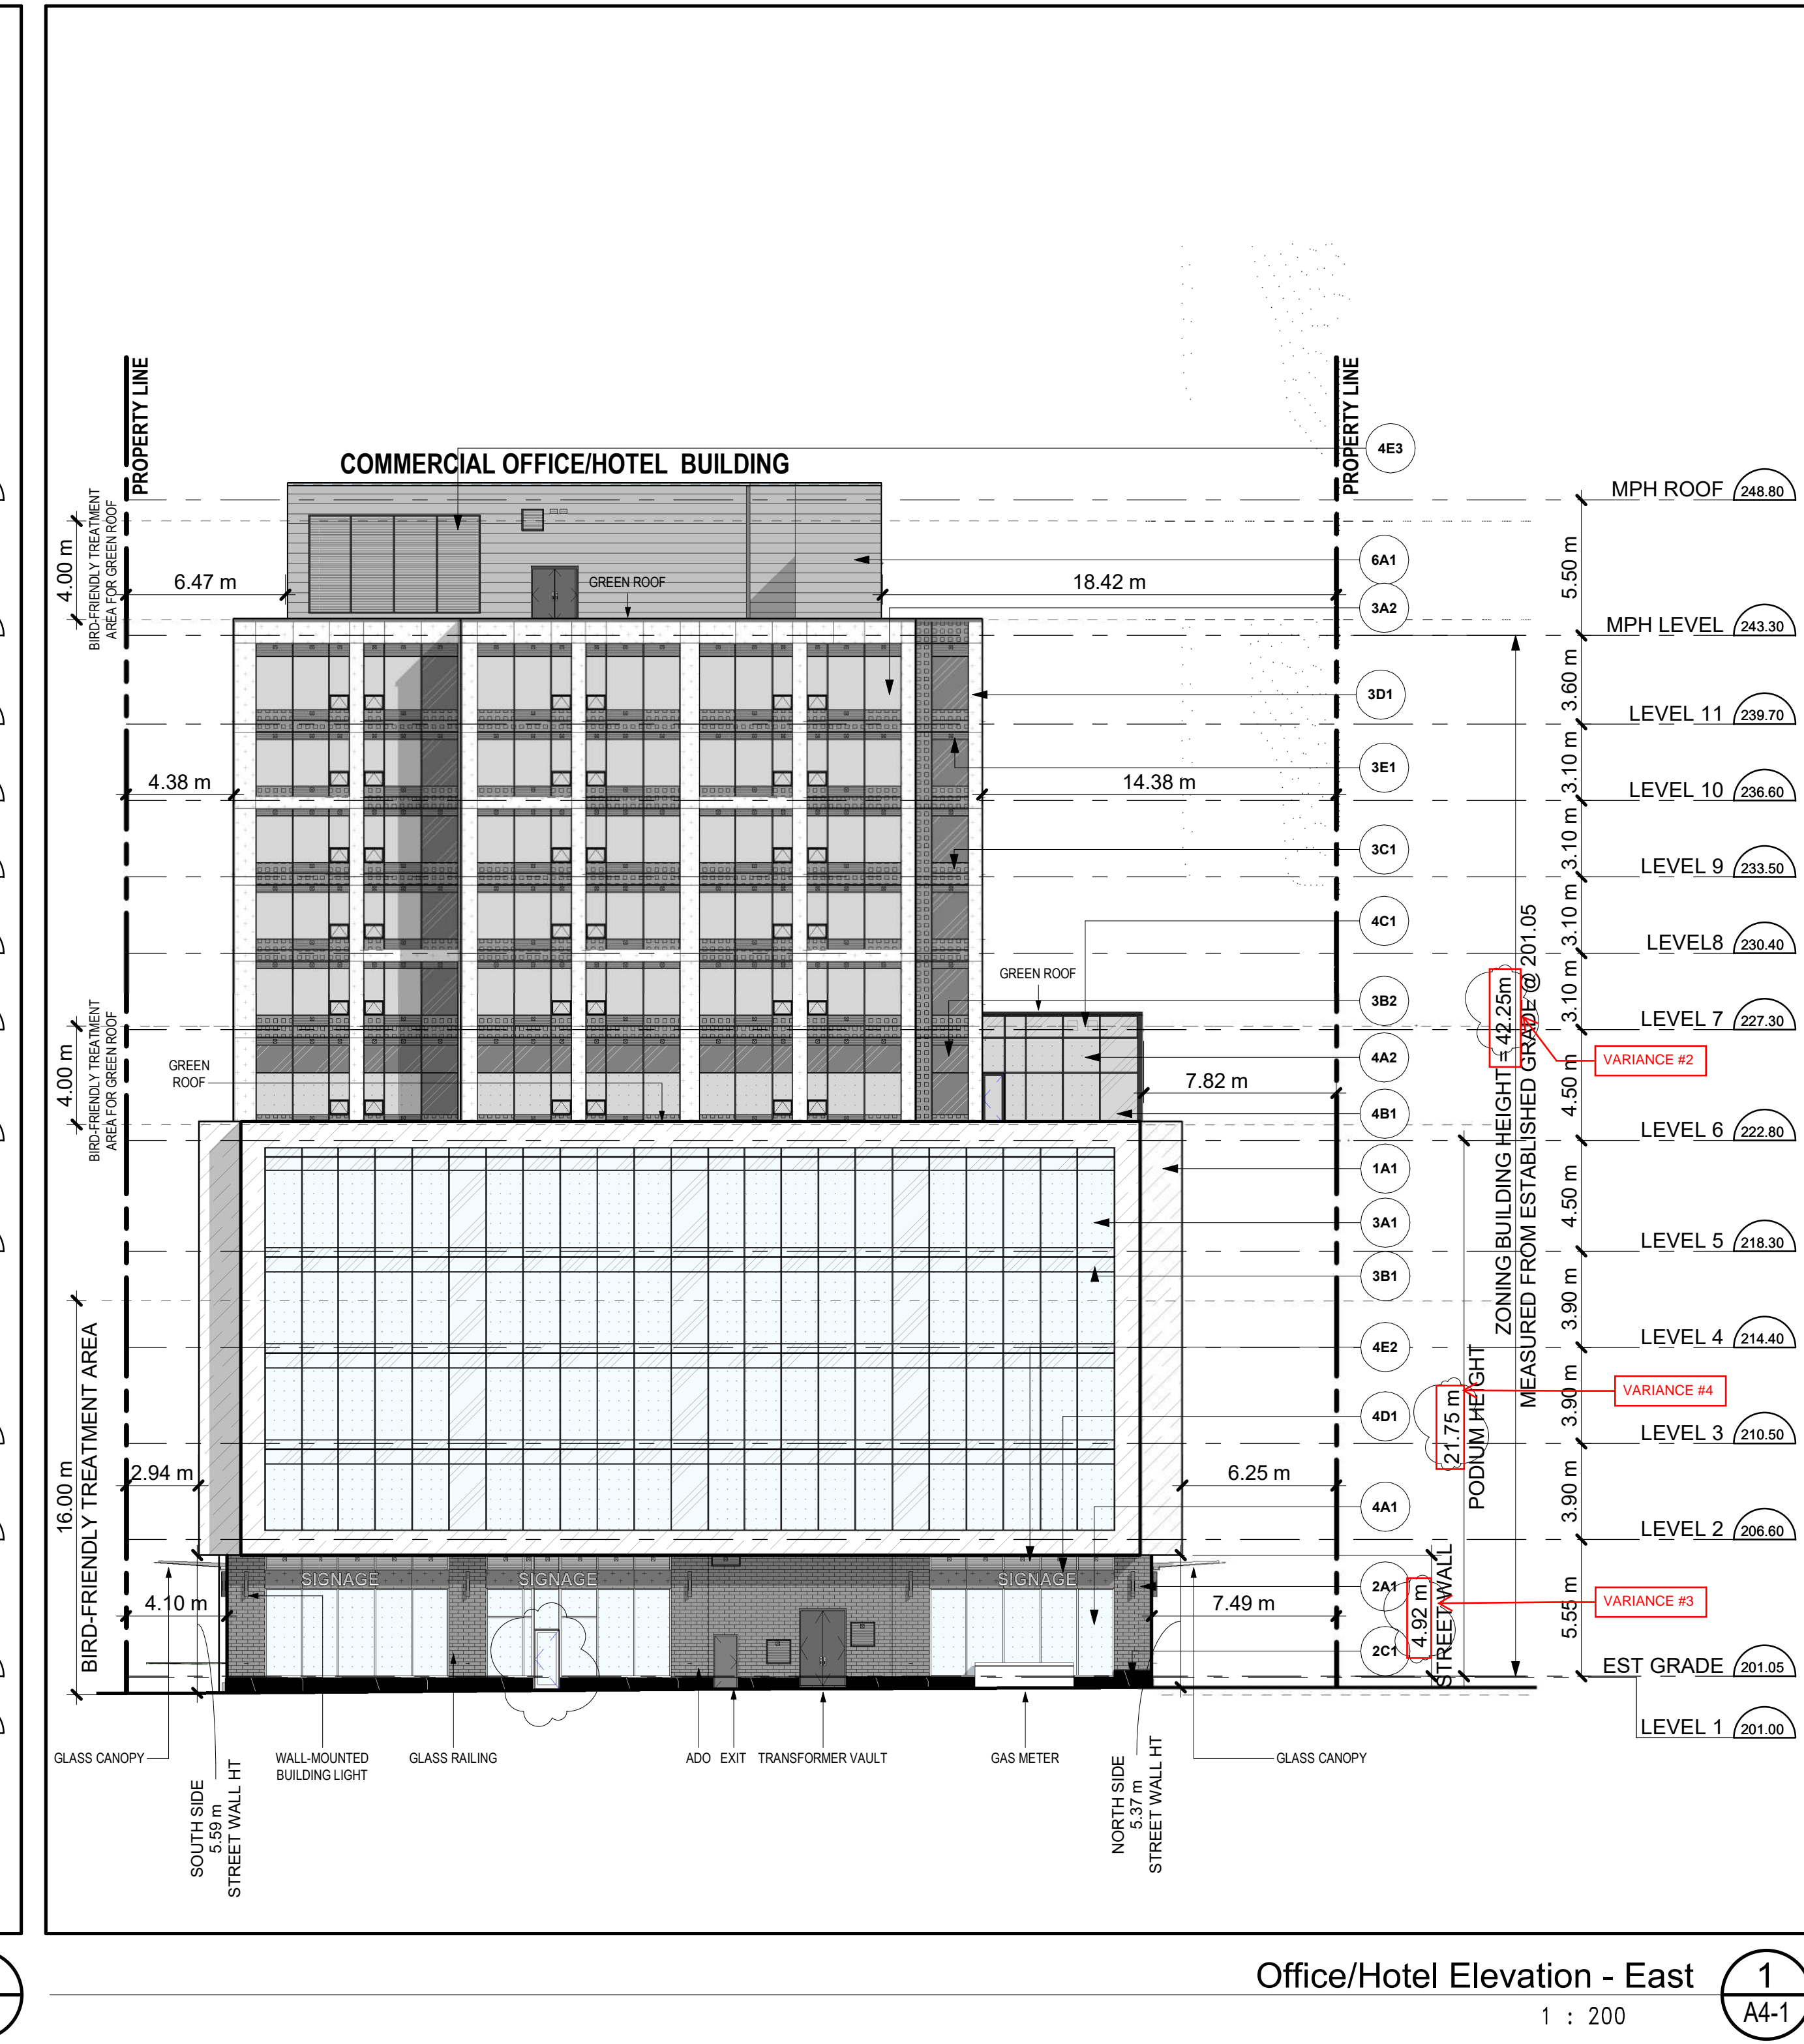 PROPERTY LINE
PROPERTY LINE
COMMERCIAL OFFICE/HOTEL BUILDING
4E3
MPH ROOF 248.80
4.00 m
BIRD-FRIENDLY TREATMENT
AREA FOR GREEN ROOF
6.47 m
GREEN ROOF
18.42 m
6A1
5.50 m
3A2
MPH LEVEL 243.30
3D1
3.60 m
LEVEL 11 239.70
4.38 m
14.38 m
3E1
3.10 m
LEVEL 10 236.60
3C1
3.10 m
LEVEL 9 233.50
4C1
3.10 m
LEVEL8 230.40
GREEN ROOF
3B2
3.10 m
LEVEL 7 227.30
ZONING BUILDING HEIGHT = 42.25m
MEASURED FROM ESTABLISHED GRADE @ 201.05
VARIANCE #2
4.00 m
BIRD-FRIENDLY TREATMENT
AREA FOR GREEN ROOF
GREEN
ROOF
4A2
7.82 m
4.50 m
4B1
LEVEL 6 222.80
1A1
4.50 m
3A1
LEVEL 5 218.30
3B1
3.90 m
4E2
LEVEL 4 214.40
VARIANCE #4
21.75 m
PODIUM HEIGHT
3.90 m
4D1
LEVEL 3 210.50
16.00 m
BIRD-FRIENDLY TREATMENT AREA
2.94 m
6.25 m
4A1
3.90 m
LEVEL 2 206.60
SIGNAGE
SIGNAGE
SIGNAGE
2A1
4.10 m
7.49 m
4.92 m
STREET WALL
5.55 m
VARIANCE #3
2C1
EST GRADE 201.05
LEVEL 1 201.00
GLASS CANOPY
WALL-MOUNTED
BUILDING LIGHT
GLASS RAILING
ADO
EXIT
TRANSFORMER VAULT
GAS METER
GLASS CANOPY
SOUTH SIDE
5.59 m
STREET WALL HT
NORTH SIDE
5.37 m
STREET WALL HT
Office/Hotel Elevation - East
1 : 200
1
A4-1